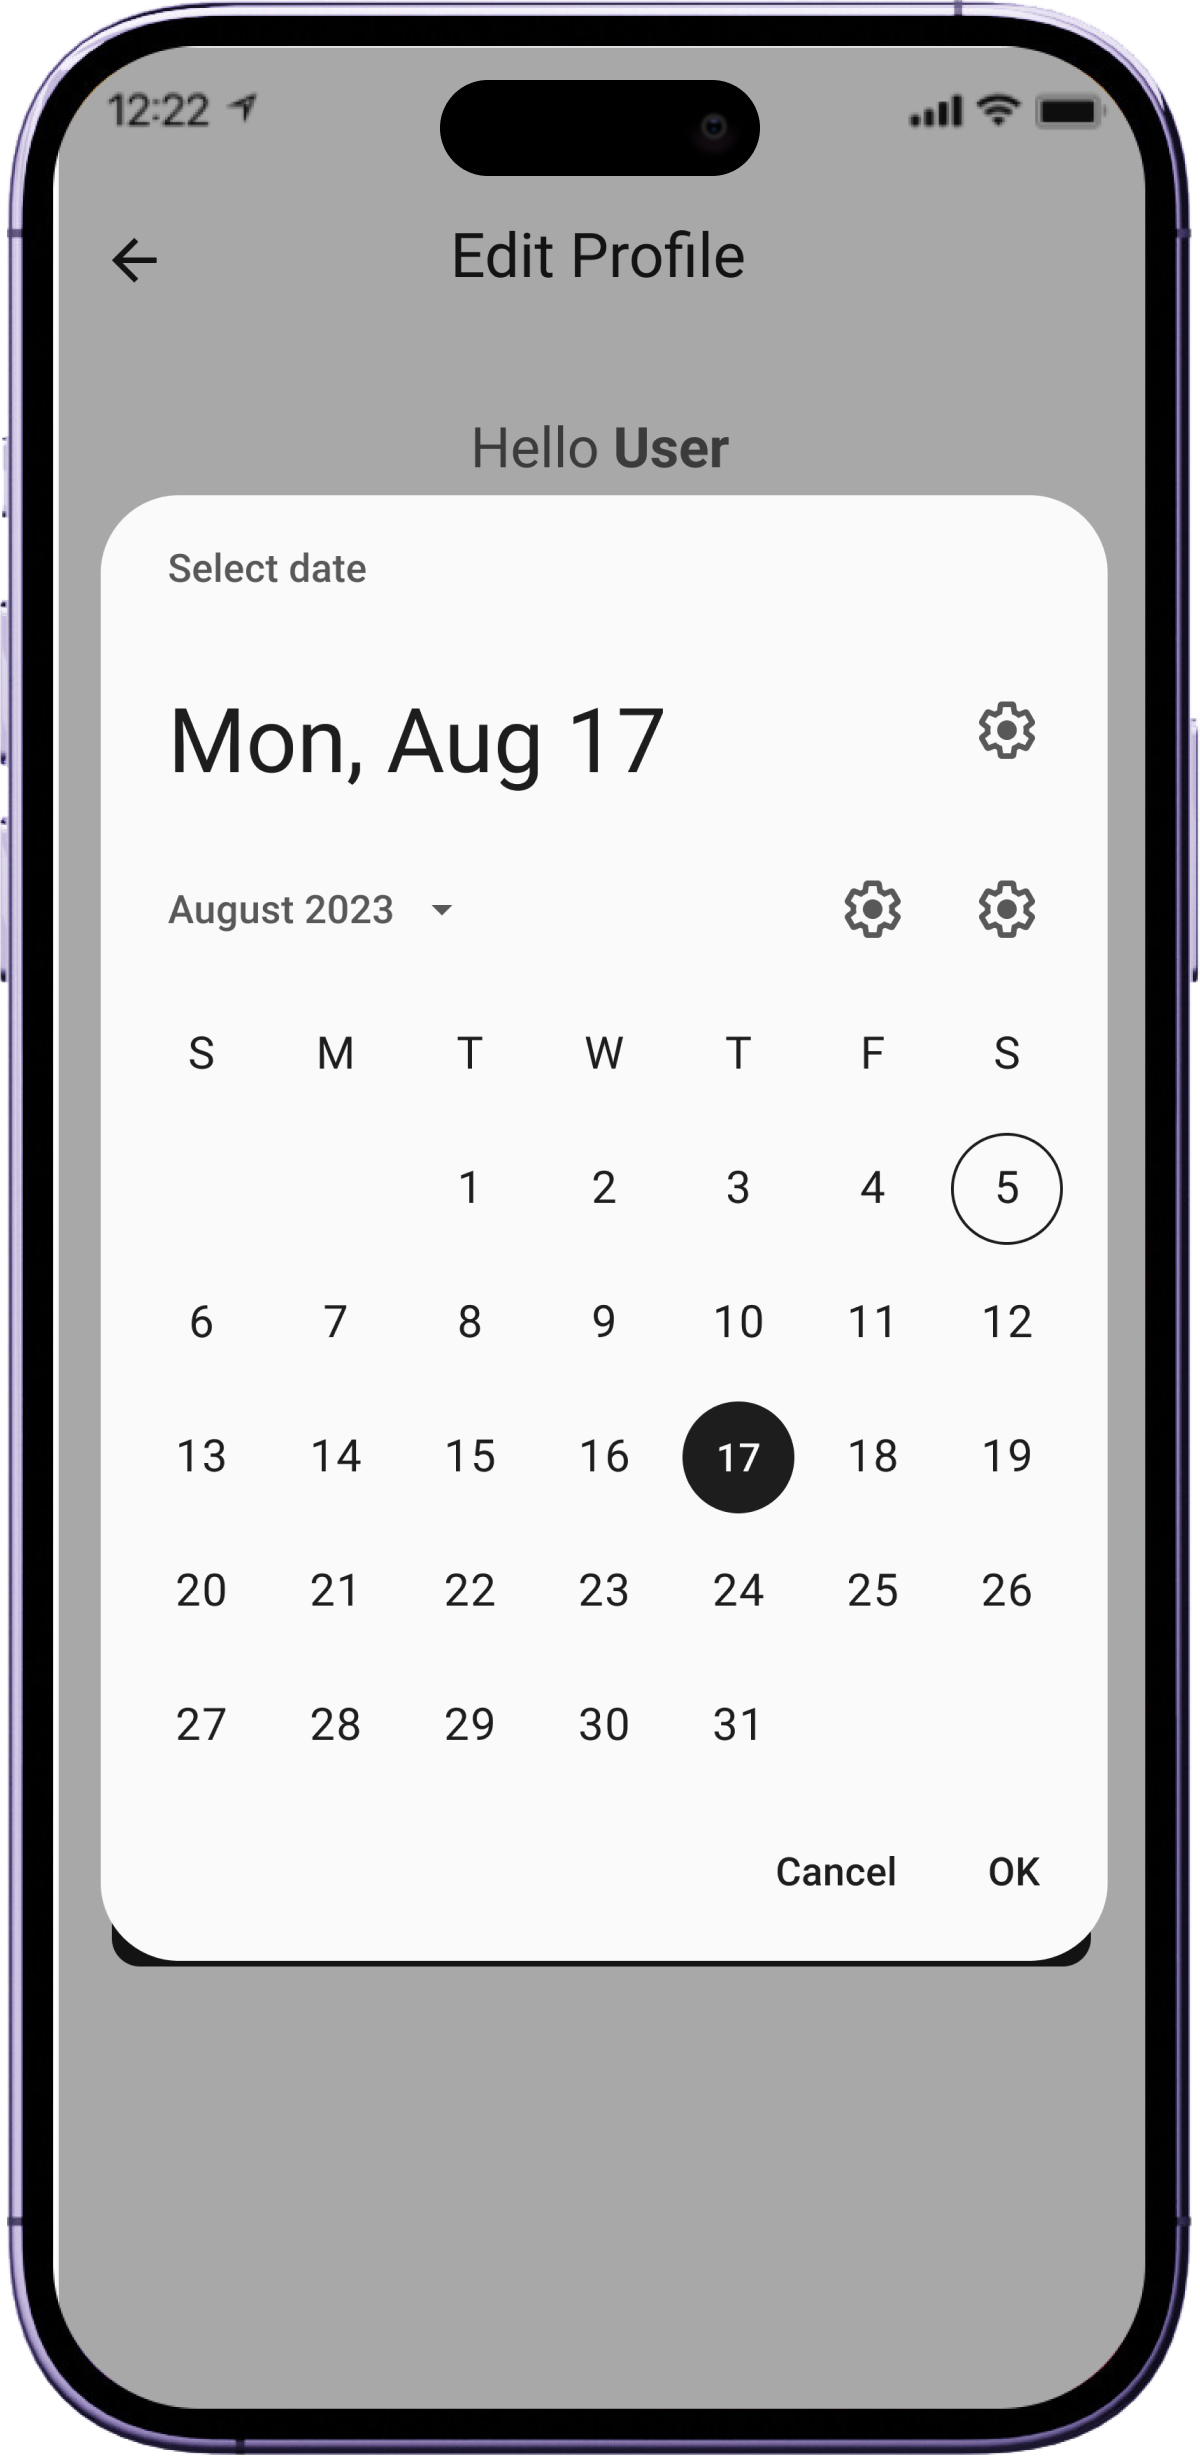 12:22
Edit Profile
Hello User
Select date
Mon, Aug 17
August 2023
S M T W T F S
1 2 3 4 5
6 7 8 9 10 11 12
13 14 15 16 17 18 19
20 21 22 23 24 25 26
27 28 29 30 31
Cancel OK